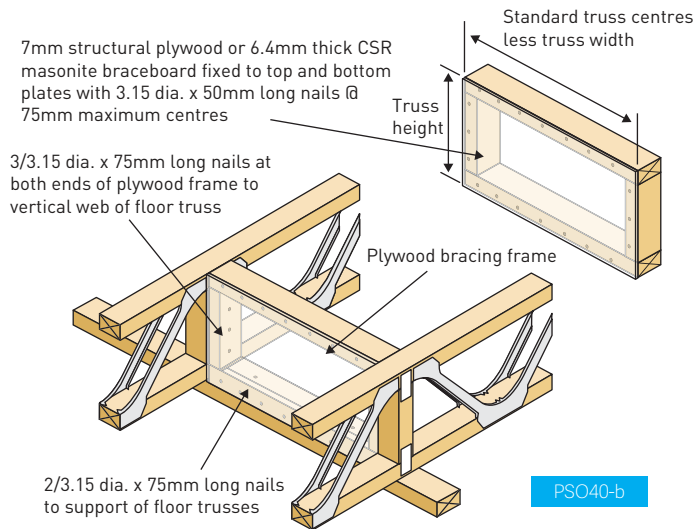 Standard truss centres
less truss width
7mm structural plywood or 6.4mm thick CSR
masonite braceboard fixed to top and bottom
plates with 3.15 dia. x 50mm long nails @
75mm maximum centres
Truss
height
3/3.15 dia. x 75mm long nails at
both ends of plywood frame to
vertical web of floor truss
Plywood bracing frame
2/3.15 dia. x 75mm long nails
to support of floor trusses
PSO40-b